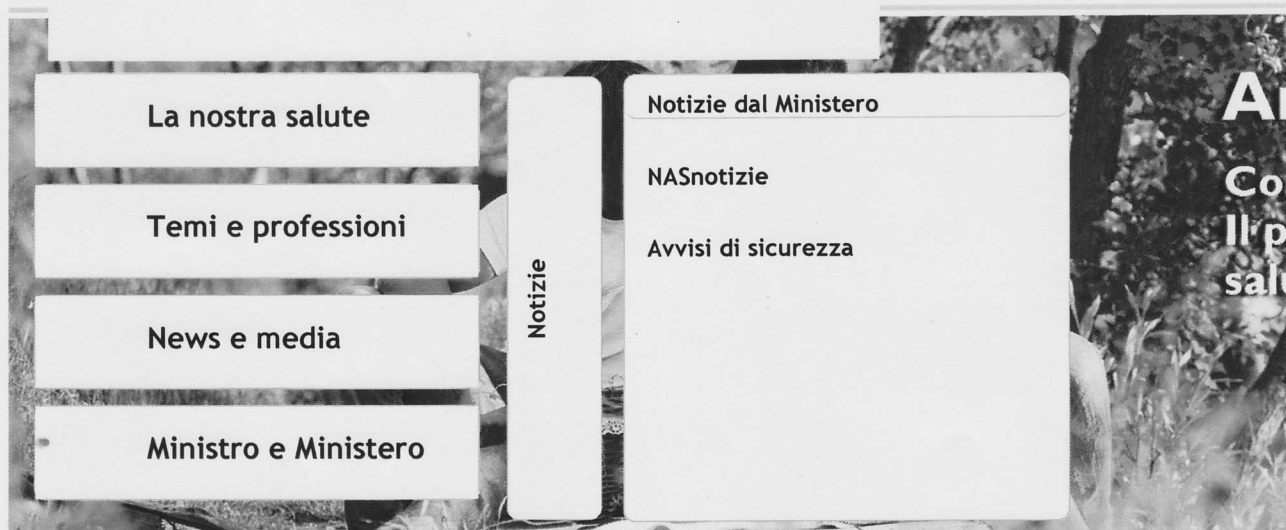 La nostra salute
Temi e professioni
News e media
Ministro e Ministero
Notizie
Notizie dal Ministero
NASnotizie
Avvisi di sicurezza